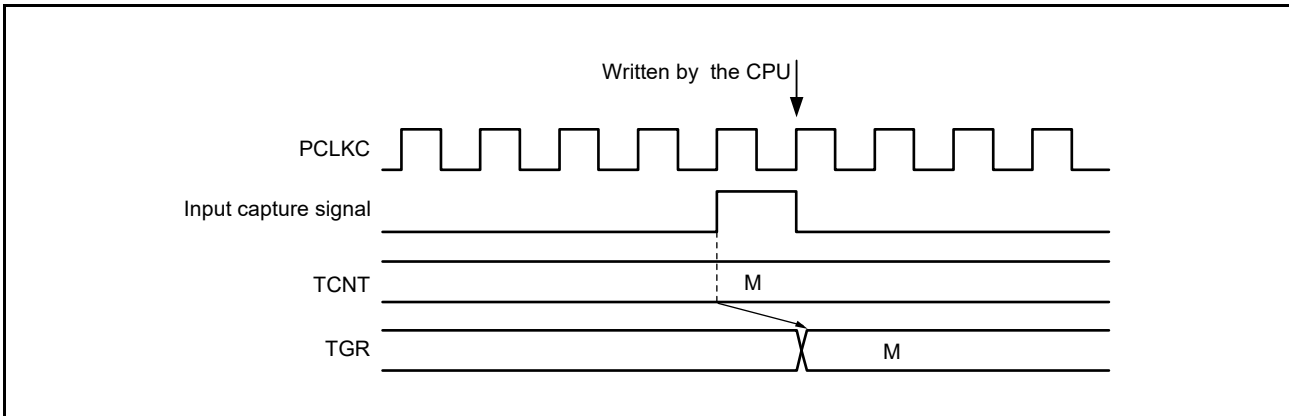 Written by the CPU
PCLKC
Input capture signal
TCNT
M
TGR
M